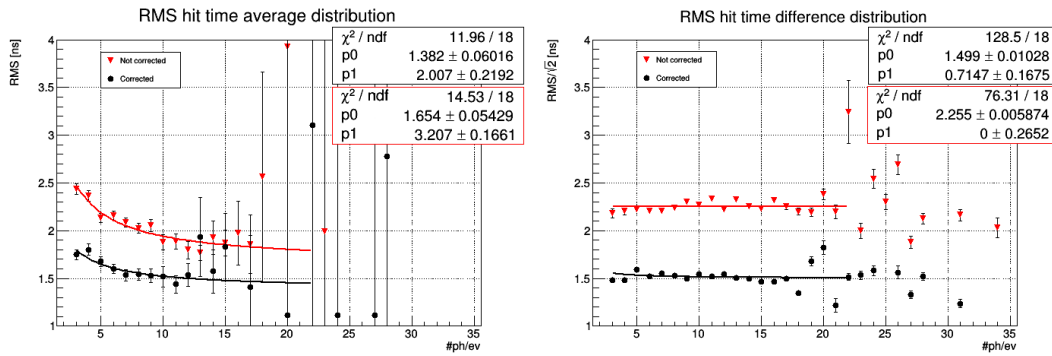 RMS hit time average distribution
RMS [ns]
4
3.5
3
2.5
2
1.5
1
5
10
15
20
25
30
35
#ph/ev
Not corrected
Corrected
χ² / ndf 11.96 / 18
p0 1.382 ± 0.06016
p1 2.007 ± 0.2192
χ² / ndf 14.53 / 18
p0 1.654 ± 0.05429
p1 3.207 ± 0.1661
RMS hit time difference distribution
RMS/√2 [ns]
4
3.5
3
2.5
2
1.5
1
5
10
15
20
25
30
35
#ph/ev
Not corrected
Corrected
χ² / ndf 128.5 / 18
p0 1.499 ± 0.01028
p1 0.7147 ± 0.1675
χ² / ndf 76.31 / 18
p0 2.255 ± 0.005874
p1 0 ± 0.2652